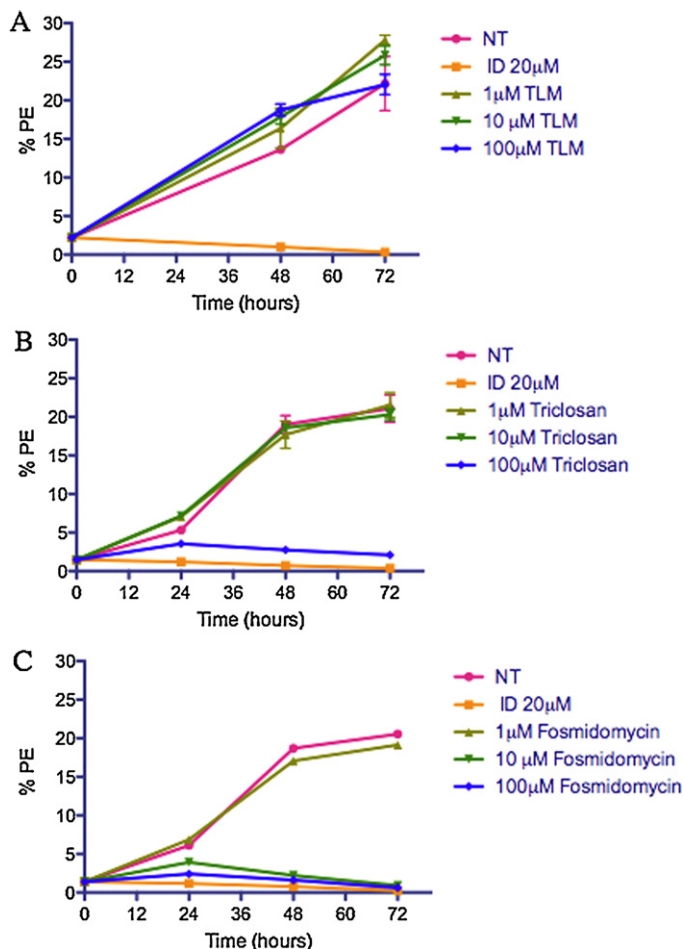 A
30
25
20
15
10
5
0
% PE
0 12 24 36 48 60 72
Time (hours)
NT
ID 20µM
1µM TLM
10 µM TLM
100µM TLM
B
30
25
20
15
10
5
0
% PE
0 12 24 36 48 60 72
Time (hours)
NT
ID 20µM
1µM Triclosan
10µM Triclosan
100µM Triclosan
C
30
25
20
15
10
5
0
% PE
0 12 24 36 48 60 72
Time (hours)
NT
ID 20µM
1µM Fosmidomycin
10 µM Fosmidomycin
100µM Fosmidomycin